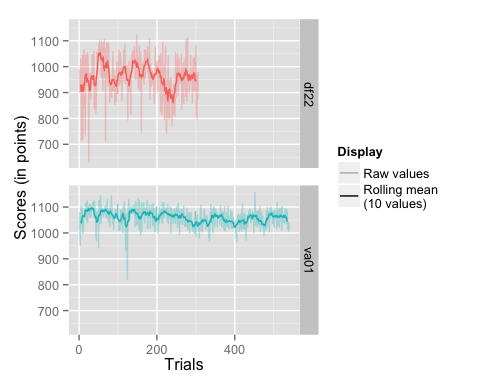 1100
1000
900
800
700
df22
1100
1000
900
800
700
va01
0
200
400
Trials
Scores (in points)
Display
Raw values
Rolling mean
(10 values)